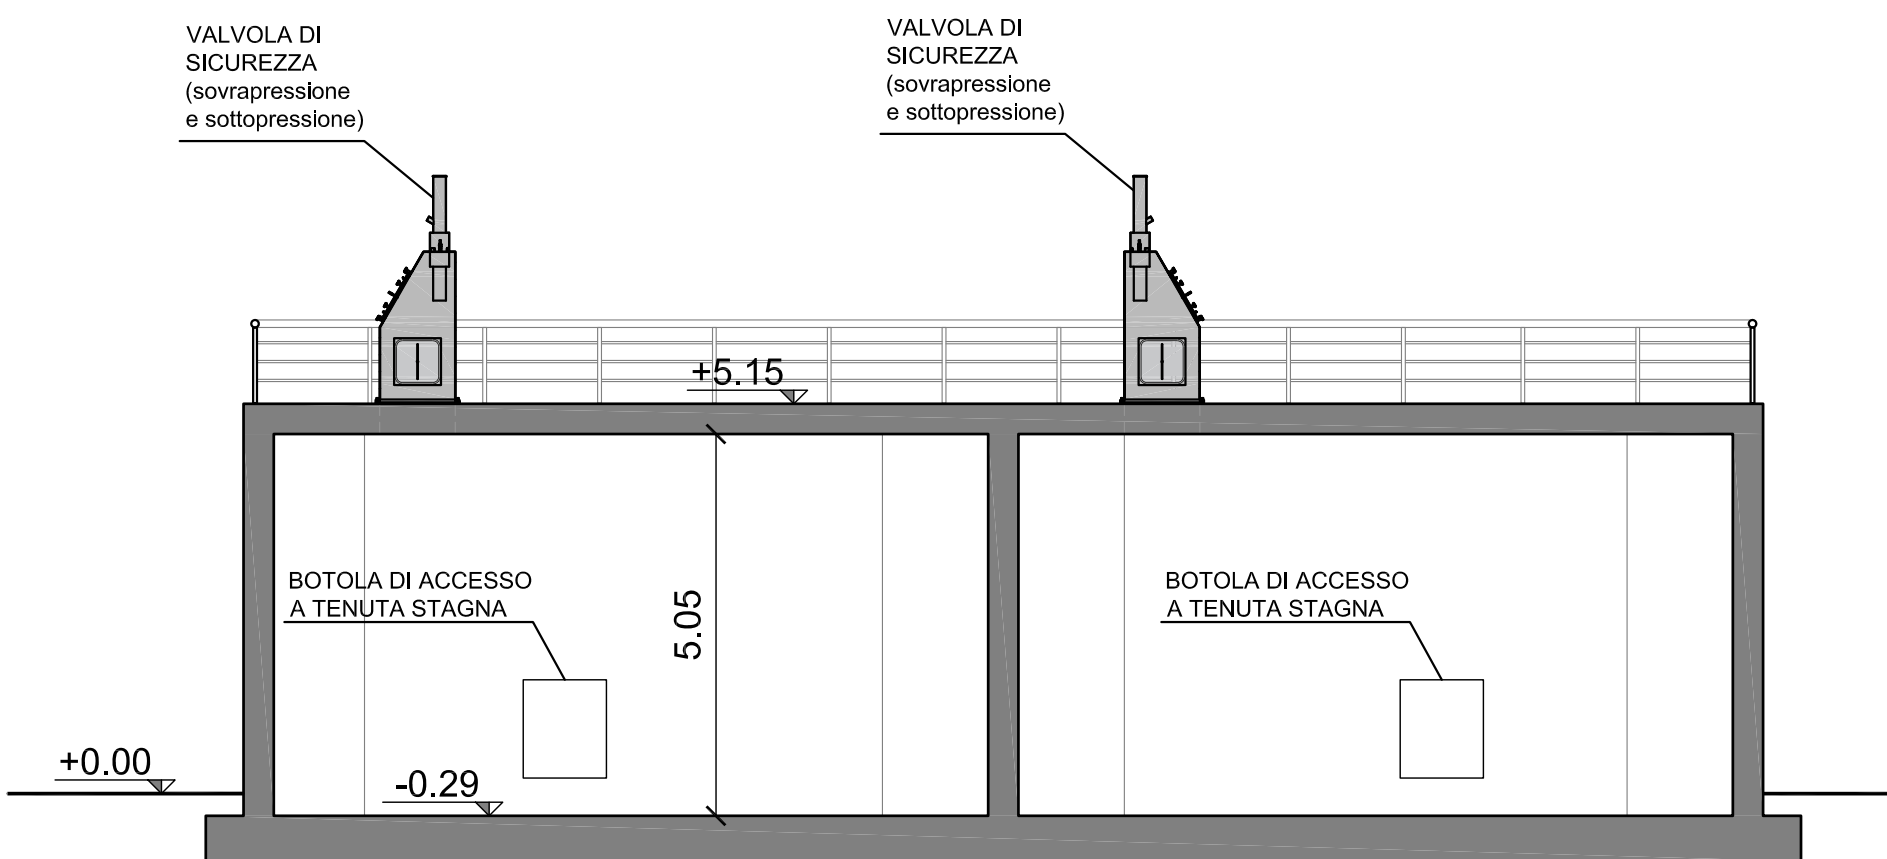 VALVOLA DI
SICUREZZA
(sovrapressione
e sottopressione)
VALVOLA DI
SICUREZZA
(sovrapressione
e sottopressione)
+5.15
BOTOLA DI ACCESSO
A TENUTA STAGNA
5.05
BOTOLA DI ACCESSO
A TENUTA STAGNA
+0.00
-0.29